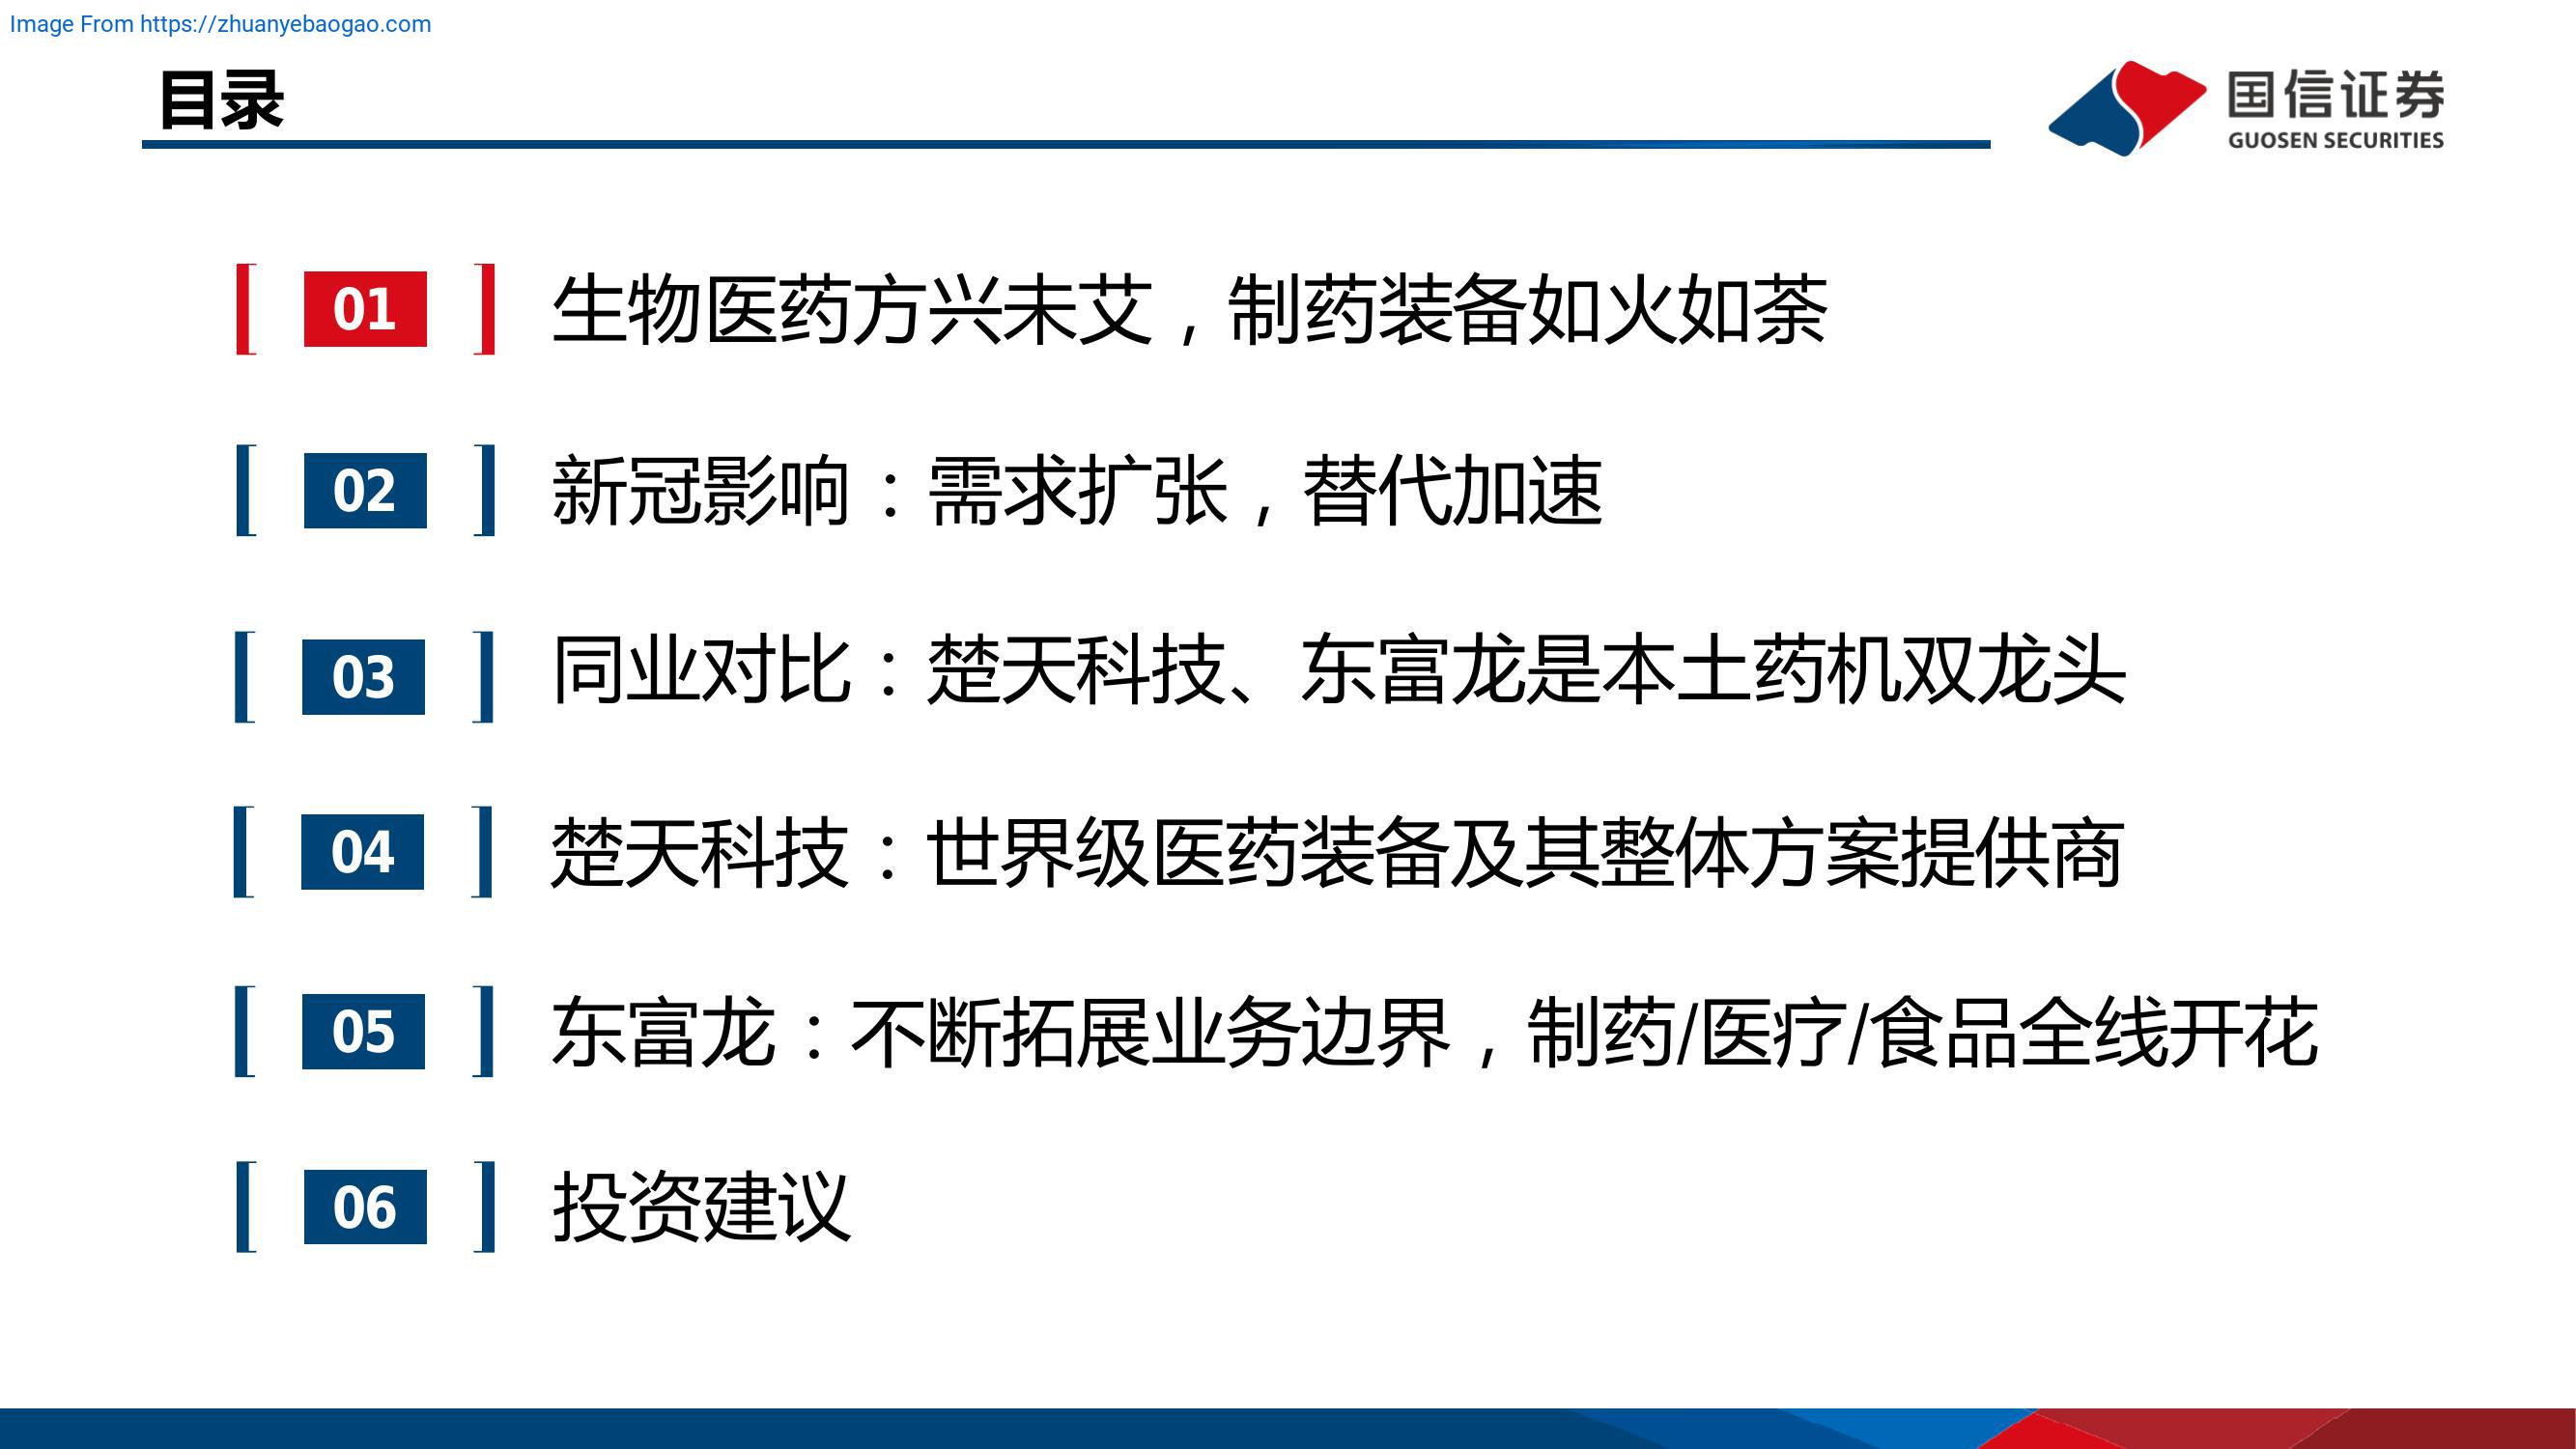 Image From https://zhuanyebaogao.com
目录
国信证券
GUOSEN SECURITIES
01 生物医药方兴未艾，制药装备如火如荼
02 新冠影响：需求扩张，替代加速
03 同业对比：楚天科技、东富龙是本土药机双龙头
04 楚天科技：世界级医药装备及其整体方案提供商
05 东富龙：不断拓展业务边界，制药/医疗/食品全线开花
06 投资建议